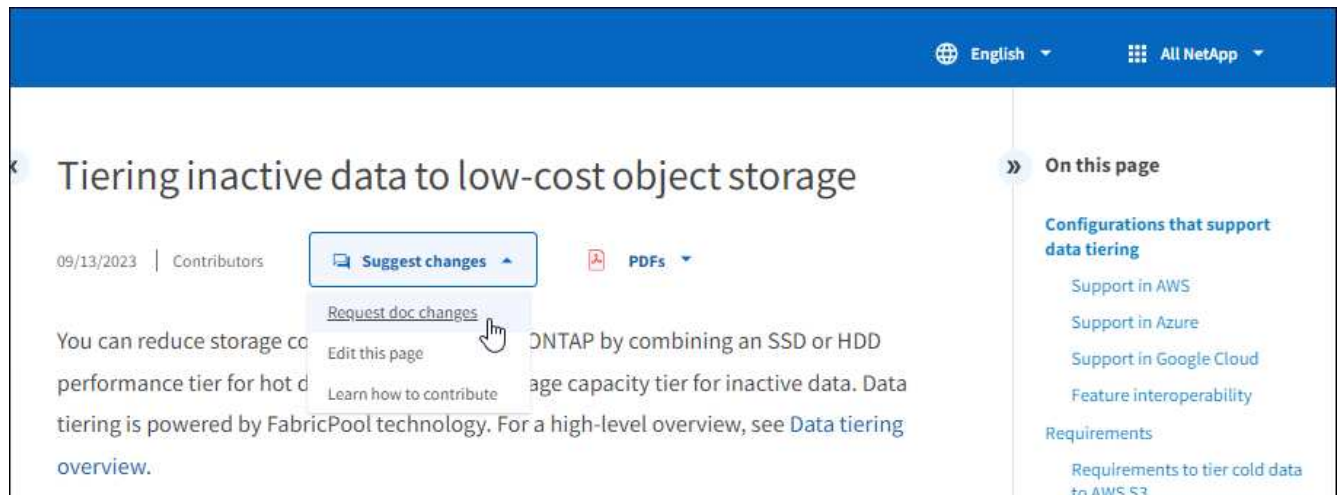 English
All NetApp
Tiering inactive data to low-cost object storage
09/13/2023 | Contributors
Suggest changes
PDFs
Request doc changes
Edit this page
Learn how to contribute
You can reduce storage co ONTAP by combining an SSD or HDD
performance tier for hot d age capacity tier for inactive data. Data
tiering is powered by FabricPool technology. For a high-level overview, see Data tiering
overview.
» On this page
Configurations that support
data tiering
Support in AWS
Support in Azure
Support in Google Cloud
Feature interoperability
Requirements
Requirements to tier cold data
to AWS S3